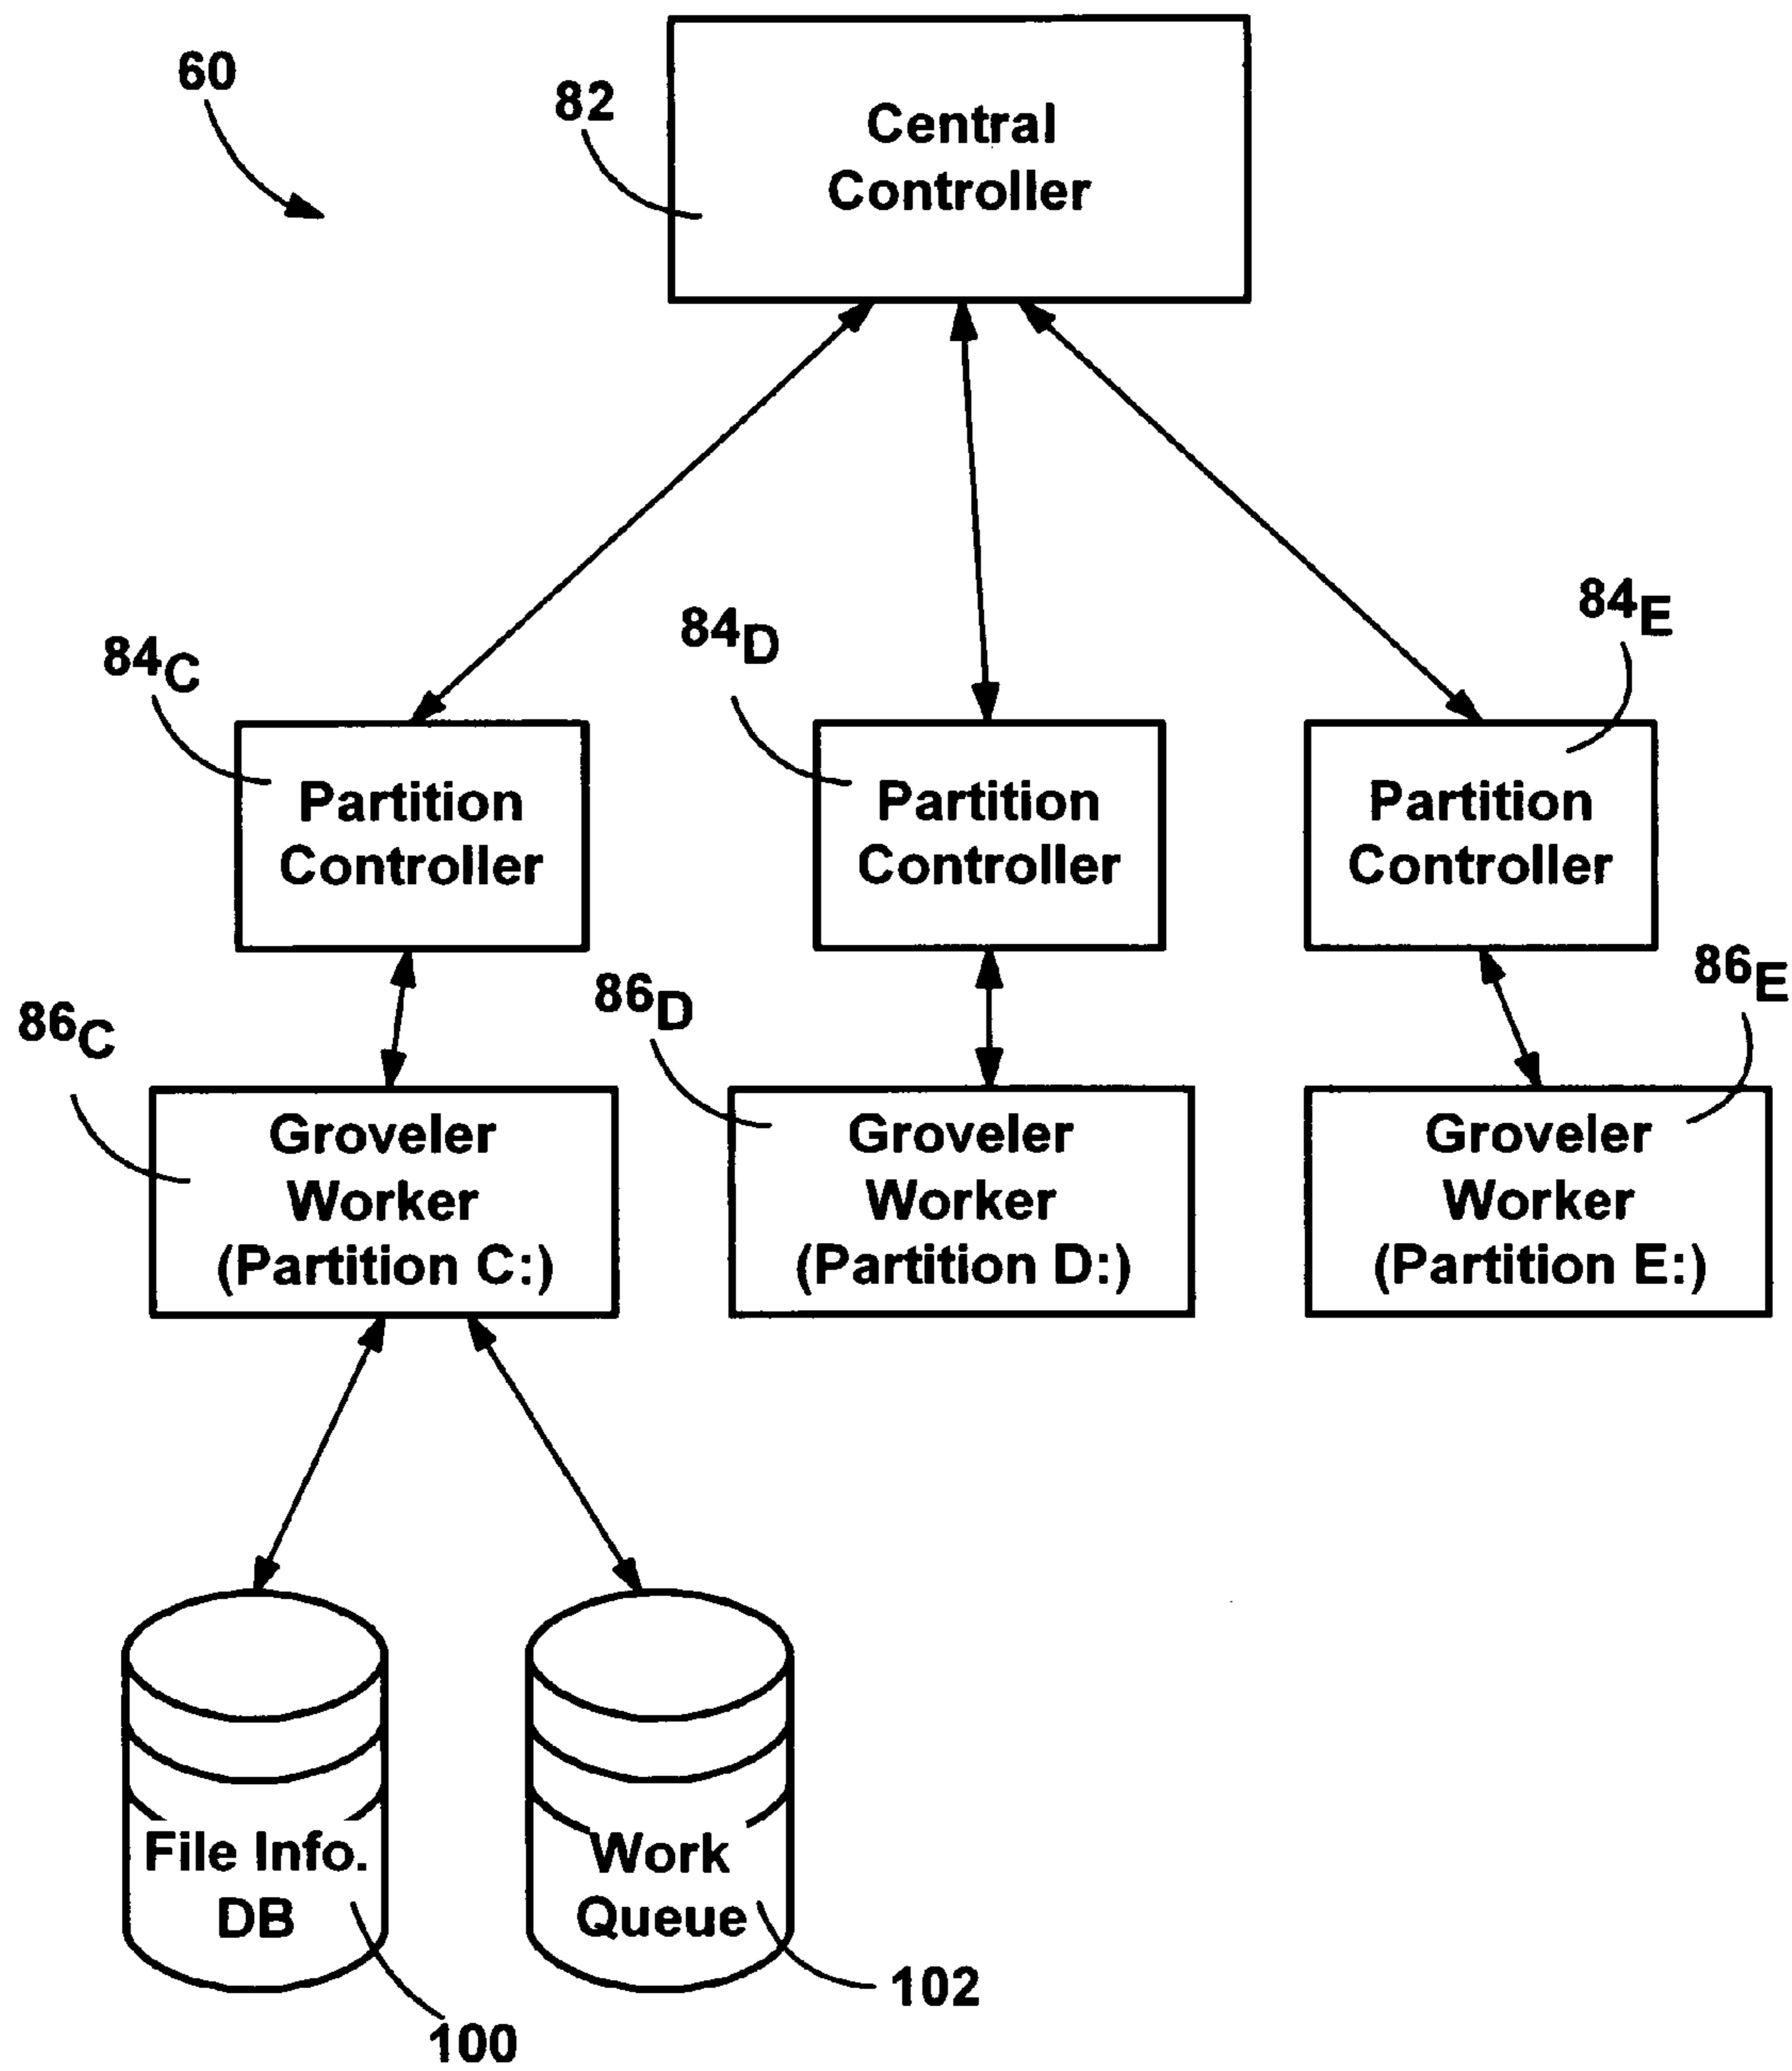 60
82
Central
Controller
84C
84D
84E
Partition
Controller
Partition
Controller
Partition
Controller
86C
86D
86E
Groveler
Worker
(Partition C:)
Groveler
Worker
(Partition D:)
Groveler
Worker
(Partition E:)
File Info.
DB
Work
Queue
100
102